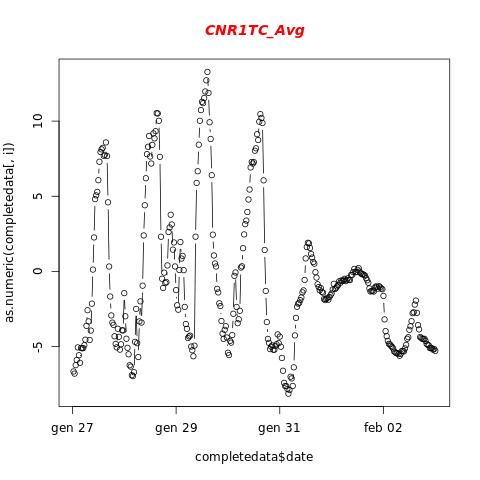 CNR1TC_Avg
as.numeric(completedata[, i])
10
5
0
-5
gen 27
gen 29
gen 31
feb 02
completedata$date